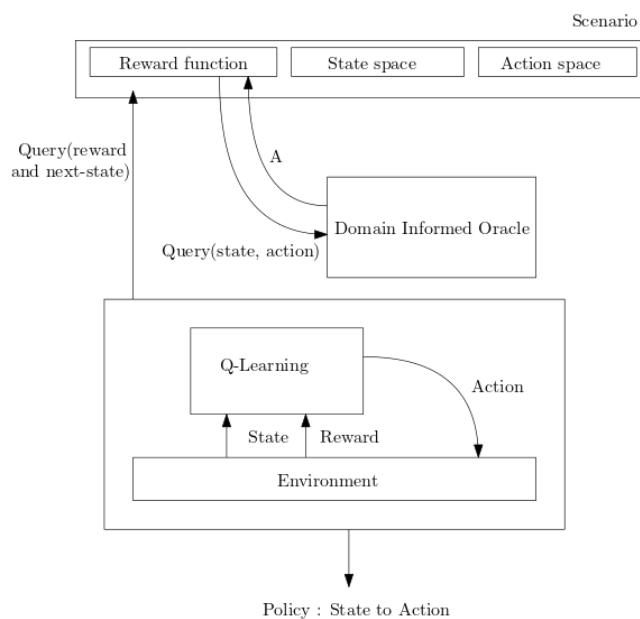 Scenario
Reward function
State space
Action space
Query(reward
and next-state)
A
Domain Informed Oracle
Query(state, action)
Q-Learning
Action
State
Reward
Environment
Policy : State to Action